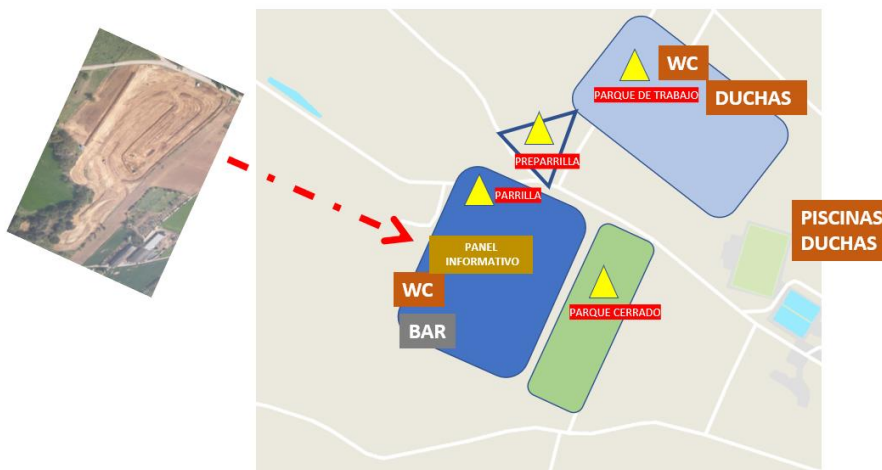 WC
PARQUE DE TRABAJO
DUCHAS
PREPARRILLA
PARRILLA
PISCINAS
DUCHAS
PANEL
INFORMATIVO
WC
PARQUE CERRADO
BAR